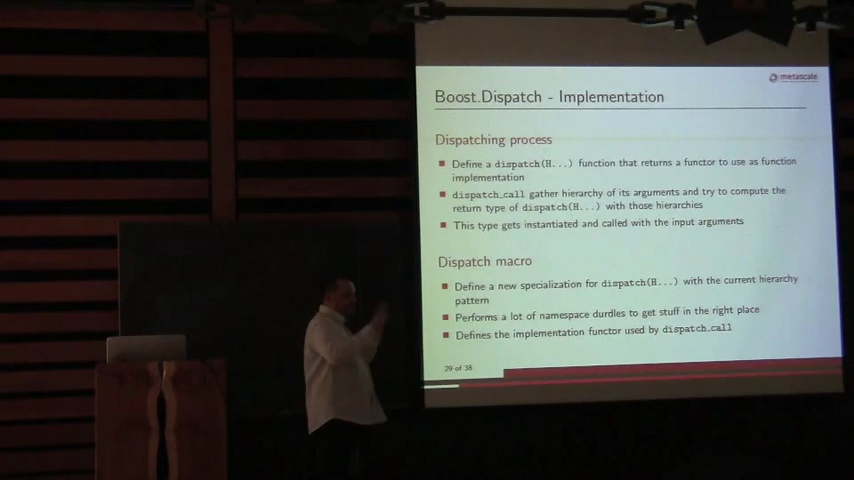 metascale
Boost.Dispatch - Implementation
Dispatching process
Define a dispatch(H...) function that returns a functor to use as function
implementation
dispatch_call gather hierarchy of its arguments and try to compute the
return type of dispatch(H...) with those hierarchies
This type gets instantiated and called with the input arguments
Dispatch macro
Define a new specialization for dispatch(H...) with the current hierarchy
pattern
Performs a lot of namespace durdles to get stuff in the right place
Defines the implementation functor used by dispatch_call
29 of 38